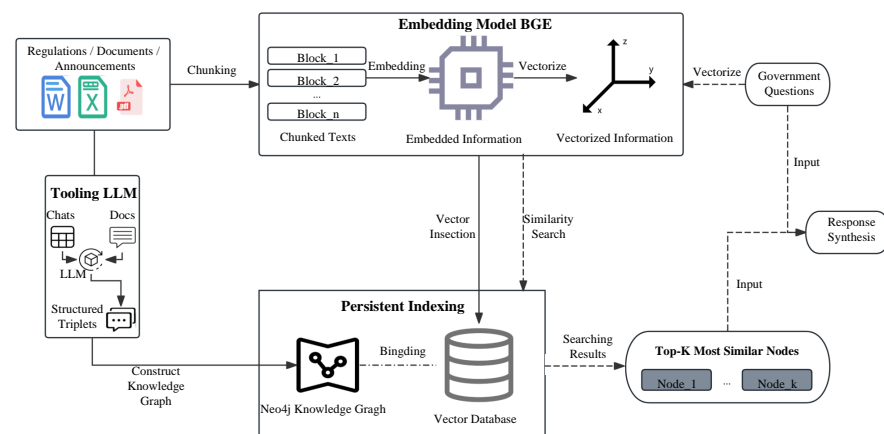 Embedding Model BGE
Regulations / Documents /
Announcements
W
X
Chunking
Block_1
Block_2
...
Block_n
Chunked Texts
Embedding
Embedded Information
Vectorize
z
y
x
Vectorized Information
Vectorize
Government
Questions
Input
Response
Synthesis
Tooling LLM
Chats
Docs
LLM
Structured
Triplets
Vector
Insection
Similarity
Search
Input
Persistent Indexing
Construct
Knowledge
Graph
Neo4j Knowledge Gragh
Bingding
Vector Database
Searching
Results
Top-K Most Similar Nodes
Node_1
...
Node_k